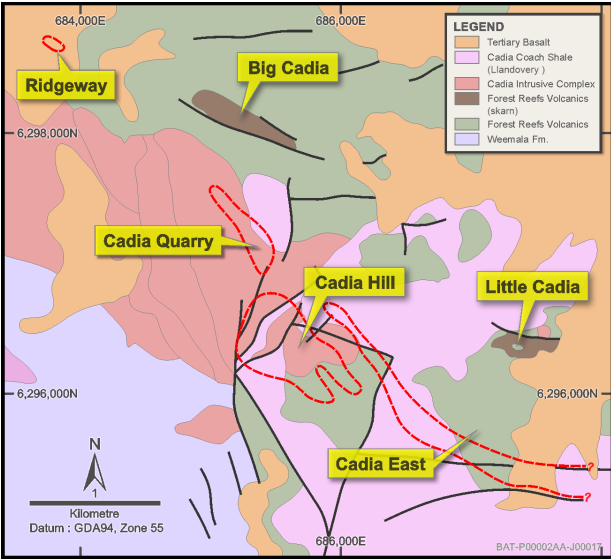 684,000E
686,000E
LEGEND
Tertiary Basalt
Cadia Coach Shale
(Llandovery )
Cadia Intrusive Complex
Forest Reefs Volcanics
(skarn)
Forest Reefs Volcanics
Weemala Fm.
Ridgeway
Big Cadia
6,298,000N
Cadia Quarry
Cadia Hill
Little Cadia
6,296,000N
6,296,000N
Cadia East
?
?
N
1
Kilometre
Datum : GDA94, Zone 55
686,000E
BAT-P00002AA-J00017